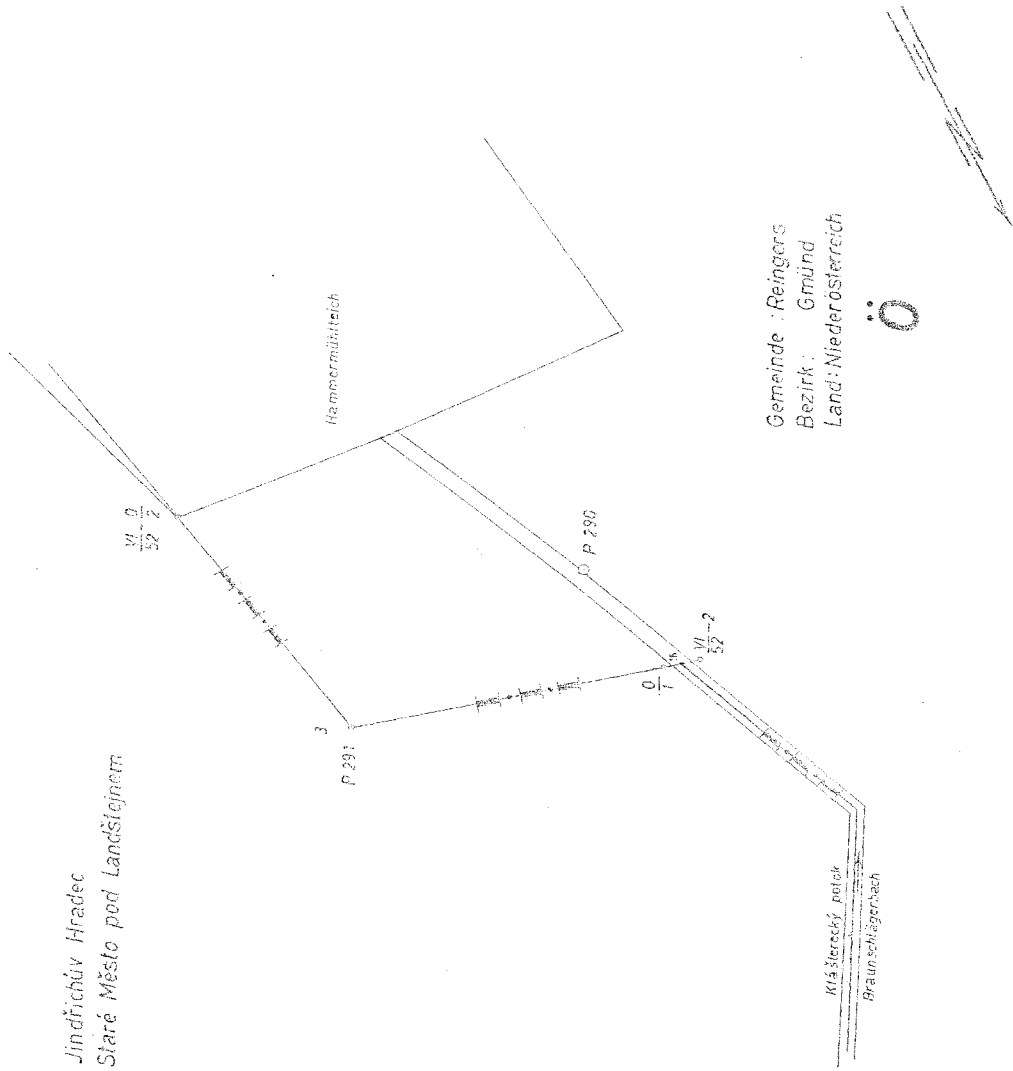 Jindřichův Hradec
Staré Město pod Landštejnem
VI/52 - 0/2
Hammermühlteich
3
P 291
P 290
0/1
VI/52 - 2
Klášterecký potok
Braunschlägerbach
Gemeinde : Reingers
Bezirk : Gmünd
Land : Niederösterreich
Ö